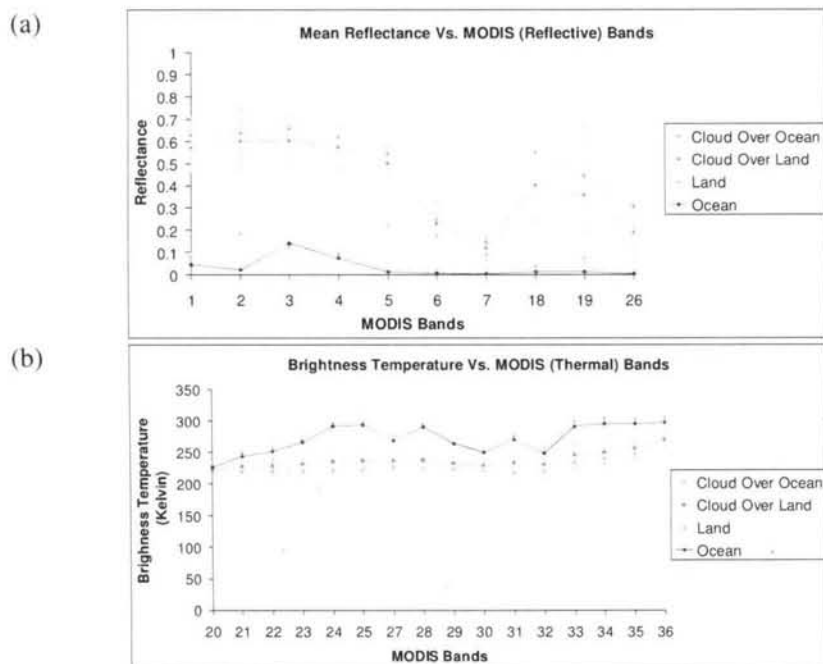 (a)
Mean Reflectance Vs. MODIS (Reflective) Bands
1
0.9
0.8
0.7
0.6
0.5
0.4
0.3
0.2
0.1
0
Reflectance
1 2 3 4 5 6 7 18 19 26
MODIS Bands
Cloud Over Ocean
Cloud Over Land
Land
Ocean
(b)
Brightness Temperature Vs. MODIS (Thermal) Bands
350
300
250
200
150
100
50
0
Brighness Temperature
(Kelvin)
20 21 22 23 24 25 27 28 29 30 31 32 33 34 35 36
MODIS Bands
Cloud Over Ocean
Cloud Over Land
Land
Ocean